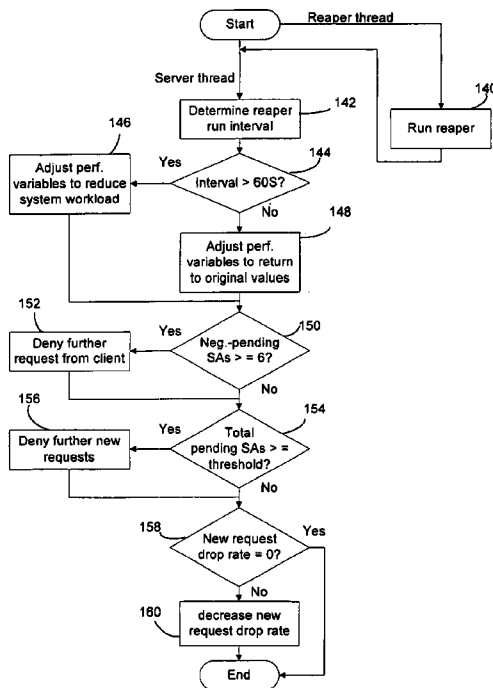 Start
Reaper thread
Server thread
140
Run reaper
142
Determine reaper
run interval
146
144
Adjust perf.
variables to reduce
system workload
Yes
Interval > 60S?
No
148
Adjust perf.
variables to return
to original values
152
150
Deny further
request from client
Yes
Neg.-pending
SAs > = 6?
No
156
154
Deny further new
requests
Yes
Total
pending SAs > =
threshold?
No
158
New request
drop rate = 0?
Yes
No
160
decrease new
request drop rate
End